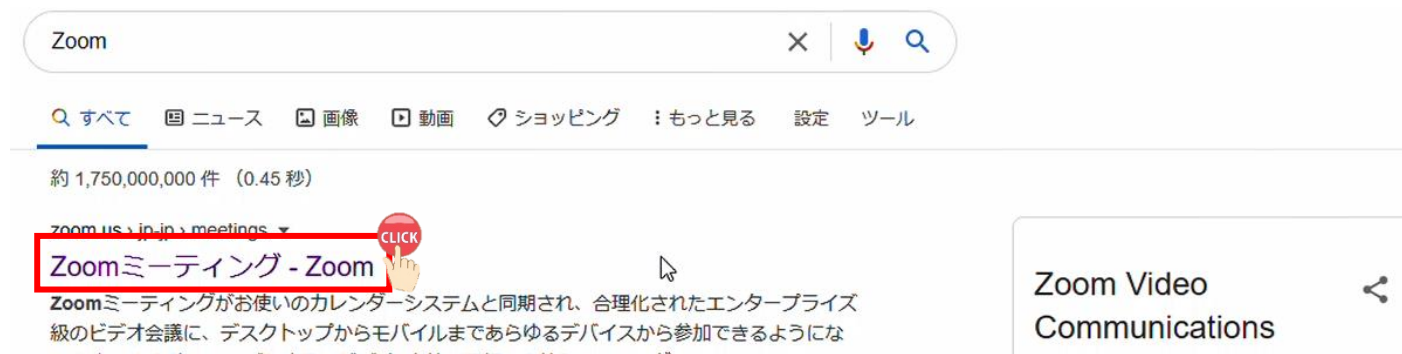 Zoom
すべて ニュース 画像 動画 ショッピング もっと見る 設定 ツール
約 1,750,000,000 件 （0.45 秒）
zoom.us › jp-jp › meetings
CLICK
Zoomミーティング - Zoom
Zoomミーティングがお使いのカレンダーシステムと同期され、合理化されたエンタープライズ
級のビデオ会議に、デスクトップからモバイルまであらゆるデバイスから参加できるようにな
Zoom Video
Communications